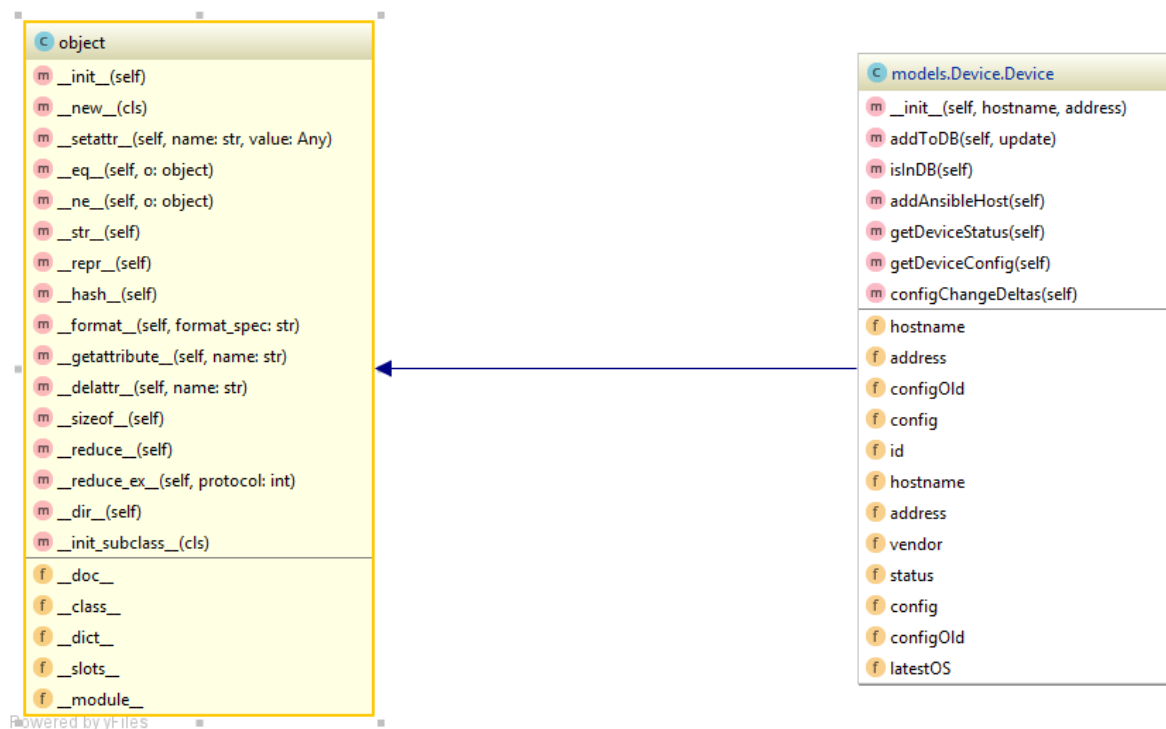 object
__init__(self)
__new__(cls)
__setattr__(self, name: str, value: Any)
__eq__(self, o: object)
__ne__(self, o: object)
__str__(self)
__repr__(self)
__hash__(self)
__format__(self, format_spec: str)
__getattribute__(self, name: str)
__delattr__(self, name: str)
__sizeof__(self)
__reduce__(self)
__reduce_ex__(self, protocol: int)
__dir__(self)
__init_subclass__(cls)
__doc__
__class__
__dict__
__slots__
__module__
Powered by yFiles
models.Device.Device
__init__(self, hostname, address)
addToDB(self, update)
isInDB(self)
addAnsibleHost(self)
getDeviceStatus(self)
getDeviceConfig(self)
configChangeDeltas(self)
hostname
address
configOld
config
id
hostname
address
vendor
status
config
configOld
latestOS